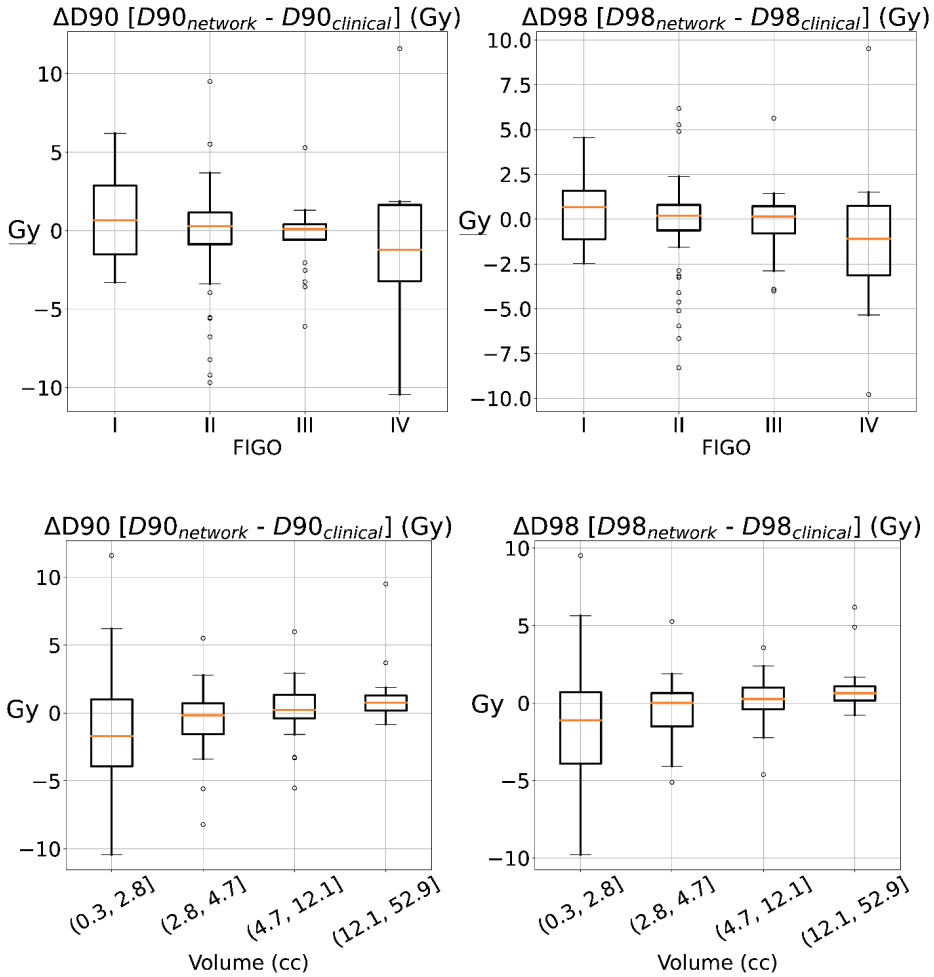 ΔD90 [D90network - D90clinical] (Gy)
10
5
0
−5
−10
Gy
I II III IV
FIGO
ΔD98 [D98network - D98clinical] (Gy)
10.0
7.5
5.0
2.5
0.0
−2.5
−5.0
−7.5
−10.0
Gy
I II III IV
FIGO
ΔD90 [D90network - D90clinical] (Gy)
10
5
0
−5
−10
Gy
(0.3, 2.8] (2.8, 4.7] (4.7, 12.1] (12.1, 52.9]
Volume (cc)
ΔD98 [D98network - D98clinical] (Gy)
10
5
0
−5
−10
Gy
(0.3, 2.8] (2.8, 4.7] (4.7, 12.1] (12.1, 52.9]
Volume (cc)